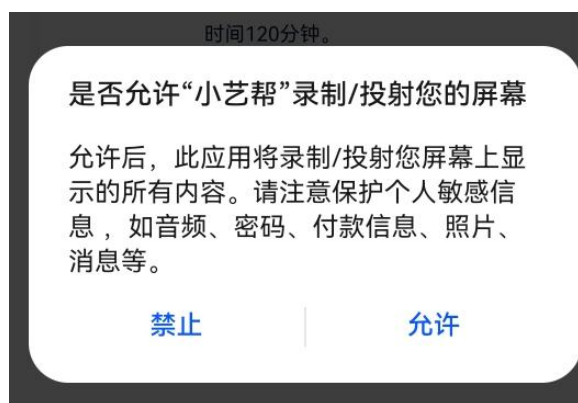 时间120分钟。
是否允许“小艺帮”录制/投射您的屏幕
允许后，此应用将录制/投射您屏幕上显
示的所有内容。请注意保护个人敏感信
息，如音频、密码、付款信息、照片、
消息等。
禁止
允许